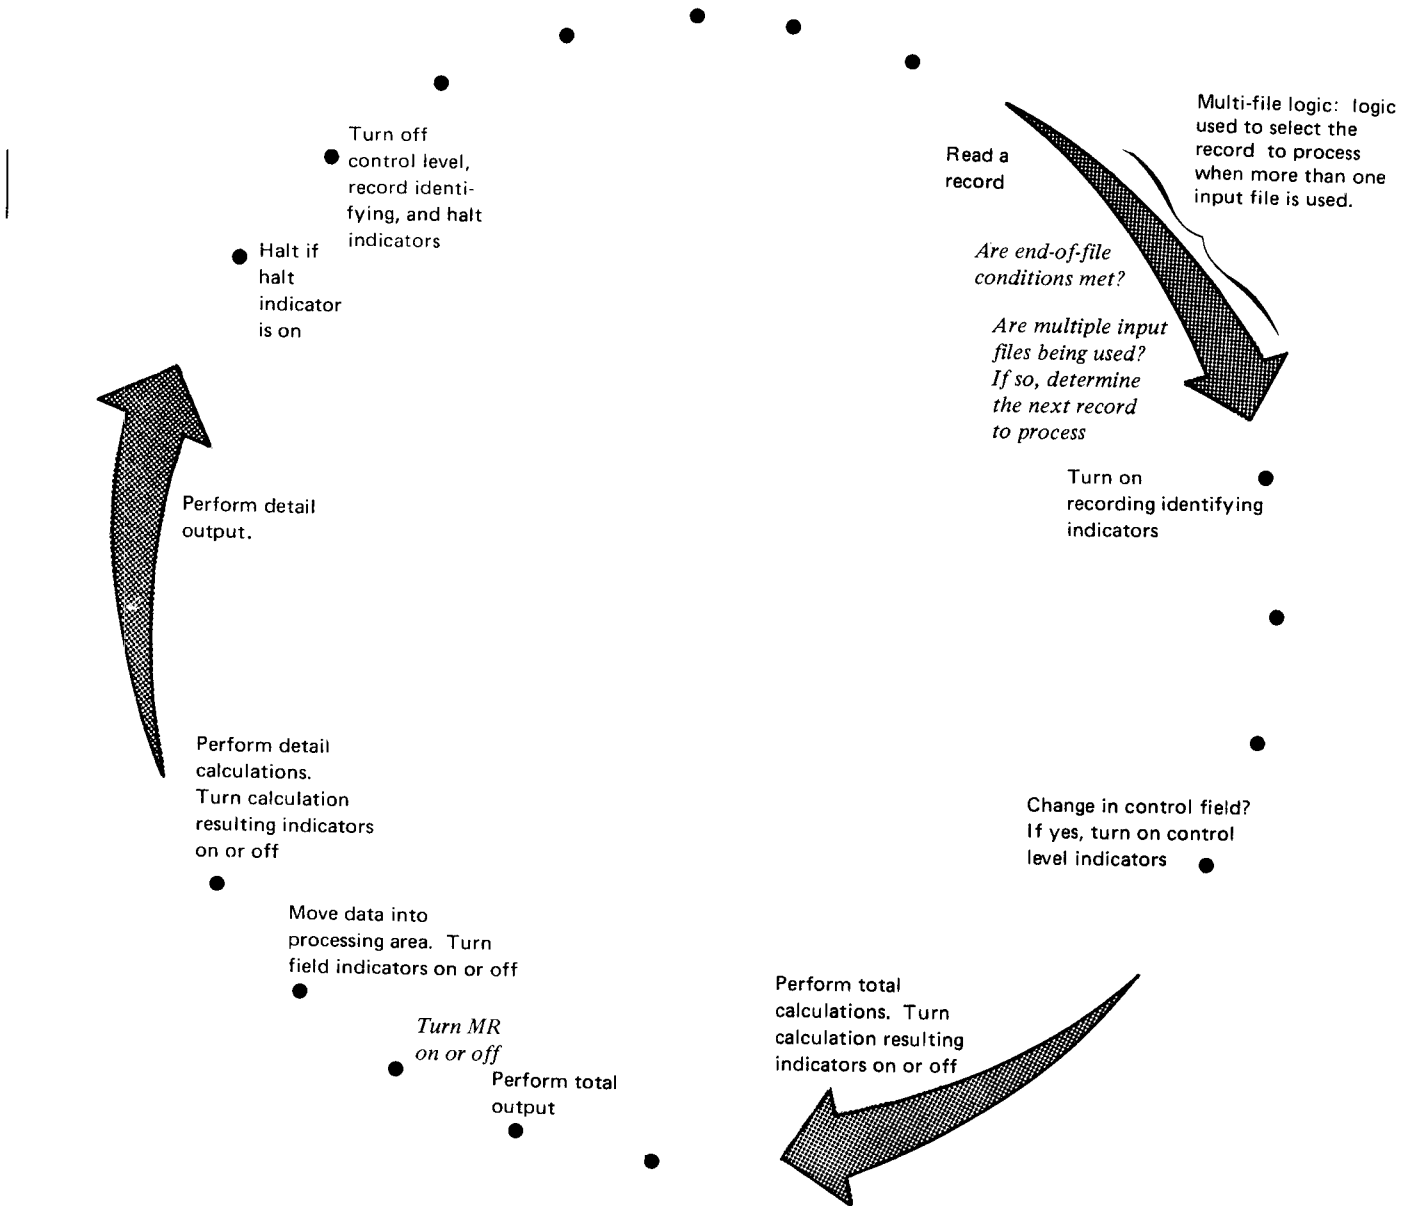 Turn off
control level,
record identi-
fying, and halt
indicators
Halt if
halt
indicator
is on
Read a
record
Multi-file logic: logic
used to select the
record to process
when more than one
input file is used.
Are end-of-file
conditions met?
Are multiple input
files being used?
If so, determine
the next record
to process
Turn on
recording identifying
indicators
Perform detail
output.
Perform detail
calculations.
Turn calculation
resulting indicators
on or off
Change in control field?
If yes, turn on control
level indicators
Move data into
processing area. Turn
field indicators on or off
Perform total
calculations. Turn
calculation resulting
indicators on or off
Turn MR
on or off
Perform total
output